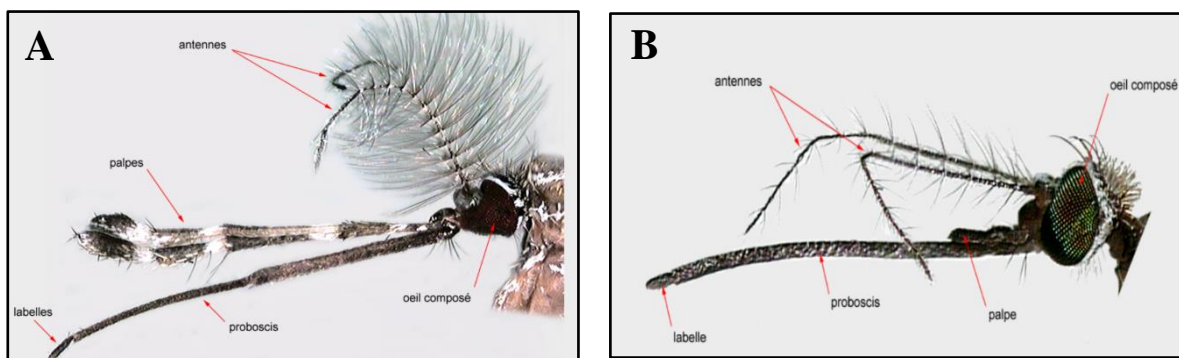 A
antennes
palpes
oeil composé
proboscis
labelles
B
antennes
oeil composé
proboscis
palpe
labelle